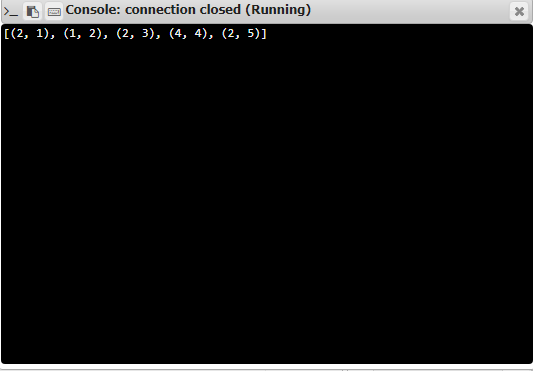 >_ Console: connection closed (Running)
[(2, 1), (1, 2), (2, 3), (4, 4), (2, 5)]